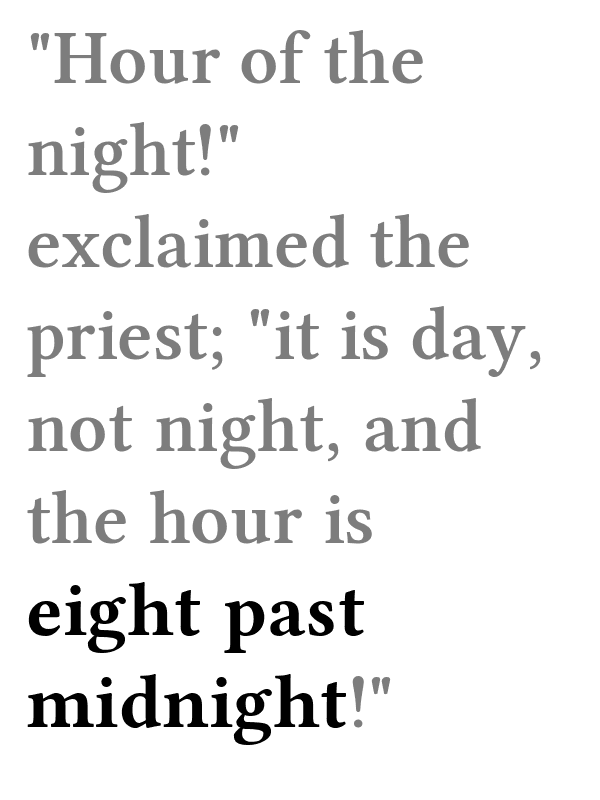 "Hour of the
night!"
exclaimed the
priest; "it is day,
not night, and
the hour is
eight past
midnight!"